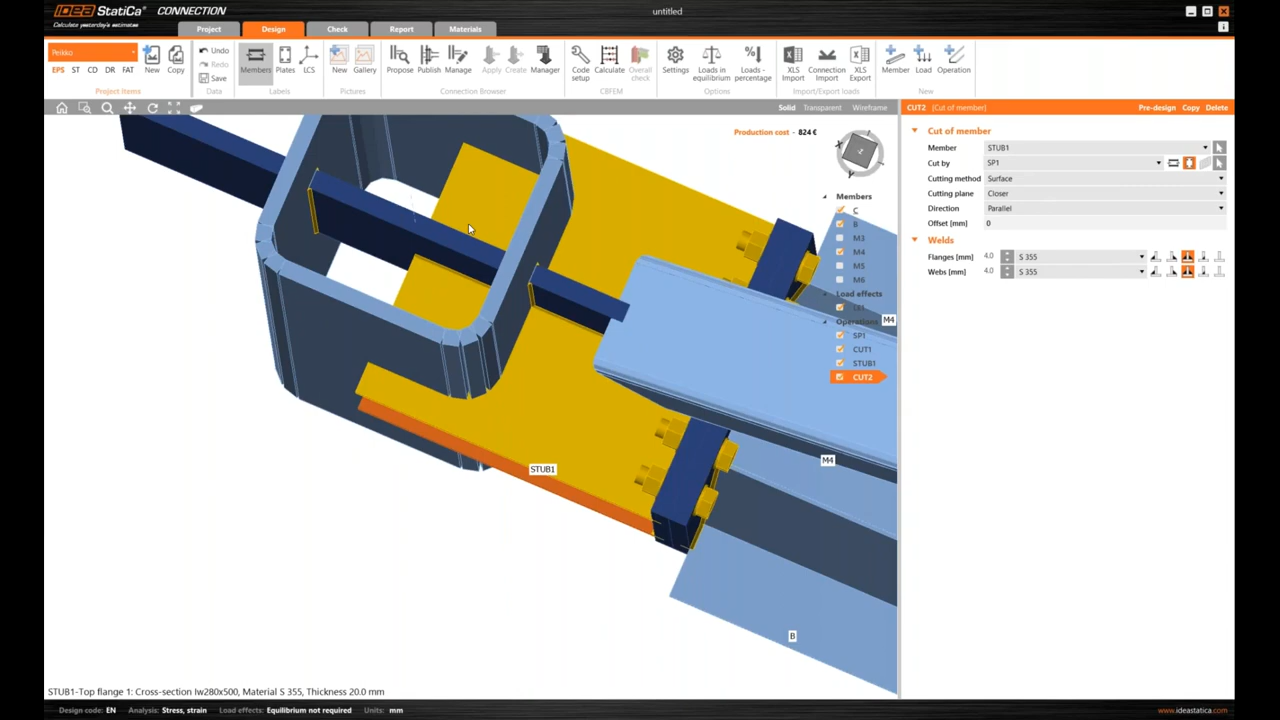 IDEA StatiCa CONNECTION
Calculate yesterday's estimates
untitled
Project Design Check Report Materials
Peikko
EPS ST CD DR FAT
New Copy
Project Items
Undo
Redo
Save
Data
Members Plates LCS
Labels
New Gallery
Pictures
Propose Publish Manage Apply Create Manager
Connection Browser
Code setup Calculate Overall check
CBFEM
Settings Loads in equilibrium Loads - percentage
Options
XLS Import Connection Import XLS Export
Import/Export loads
Member Load Operation
New
Solid Transparent Wireframe
CUT2 (Cut of member)
Pre-design Copy Delete
Production cost - 824 €
Members
C
B
M3
M4
M5
M6
Load effects
Operations
SP1
CUT1
STUB1
CUT2
M4
STUB1
M4
B
Cut of member
Member STUB1
Cut by SP1
Cutting method Surface
Cutting plane Closer
Direction Parallel
Offset [mm] 0
Welds
Flanges [mm] 4.0 S 355
Webs [mm] 4.0 S 355
STUB1-Top flange 1: Cross-section Iw280x500, Material S 355, Thickness 20.0 mm
Design code: EN Analysis: Stress, strain Load effects: Equilibrium not required Units: mm
www.ideastatica.com